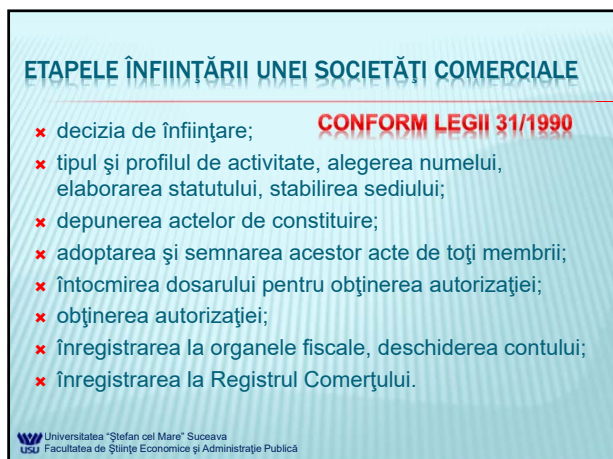 ETAPELE ÎNFIINŢĂRII UNEI SOCIETĂŢI COMERCIALE
CONFORM LEGII 31/1990
decizia de înfiinţare;
tipul şi profilul de activitate, alegerea numelui,
elaborarea statutului, stabilirea sediului;
depunerea actelor de constituire;
adoptarea şi semnarea acestor acte de toţi membrii;
întocmirea dosarului pentru obţinerea autorizaţiei;
obţinerea autorizaţiei;
înregistrarea la organele fiscale, deschiderea contului;
înregistrarea la Registrul Comerţului.
USU
Universitatea "Ştefan cel Mare" Suceava
Facultatea de Ştiinţe Economice şi Administraţie Publică